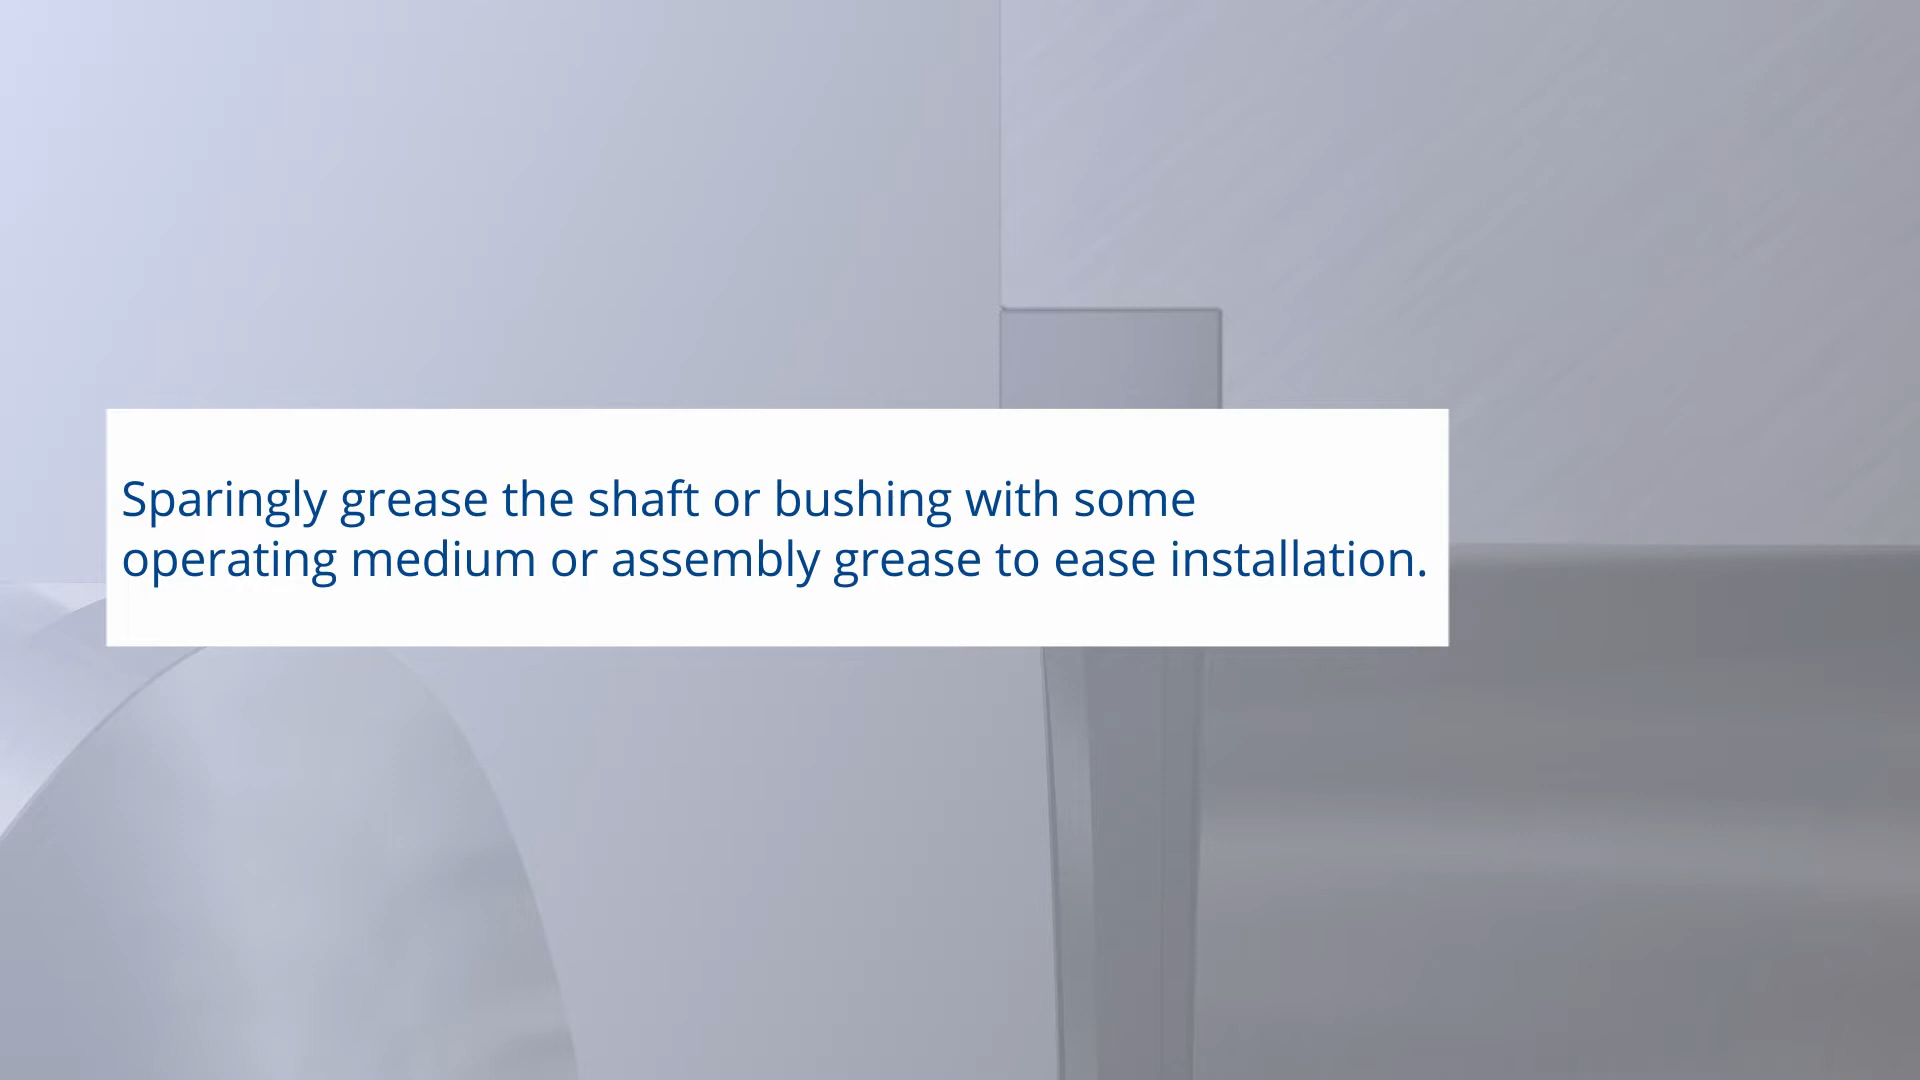 Sparingly grease the shaft or bushing with some
operating medium or assembly grease to ease installation.